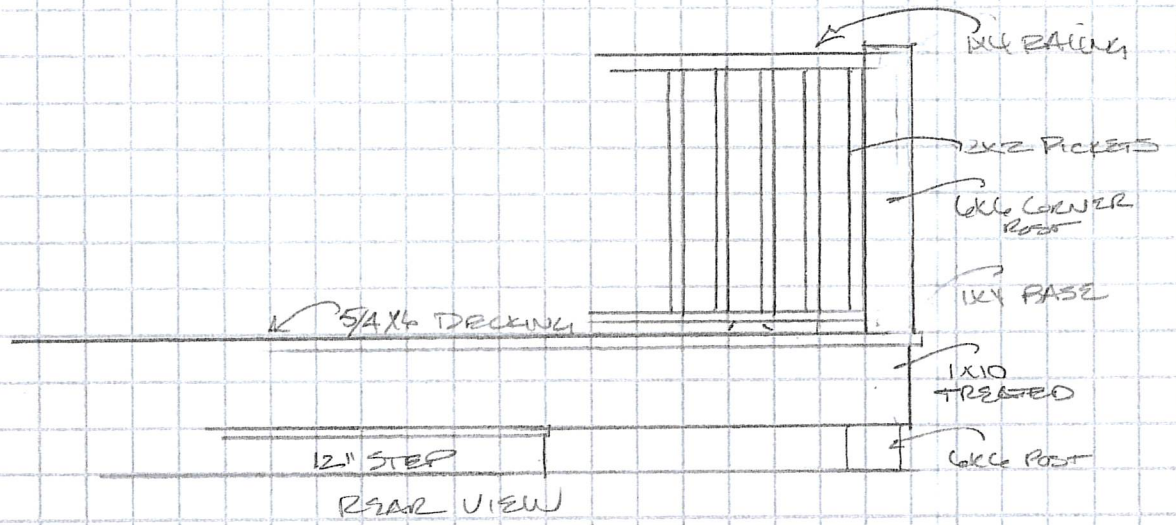 1X4 RAILING
2X2 PICKETS
6X6 CORNER
POST
1X4 BASE
5/4X6 DECKING
1X10
TREATED
12" STEP
6X6 POST
REAR VIEW